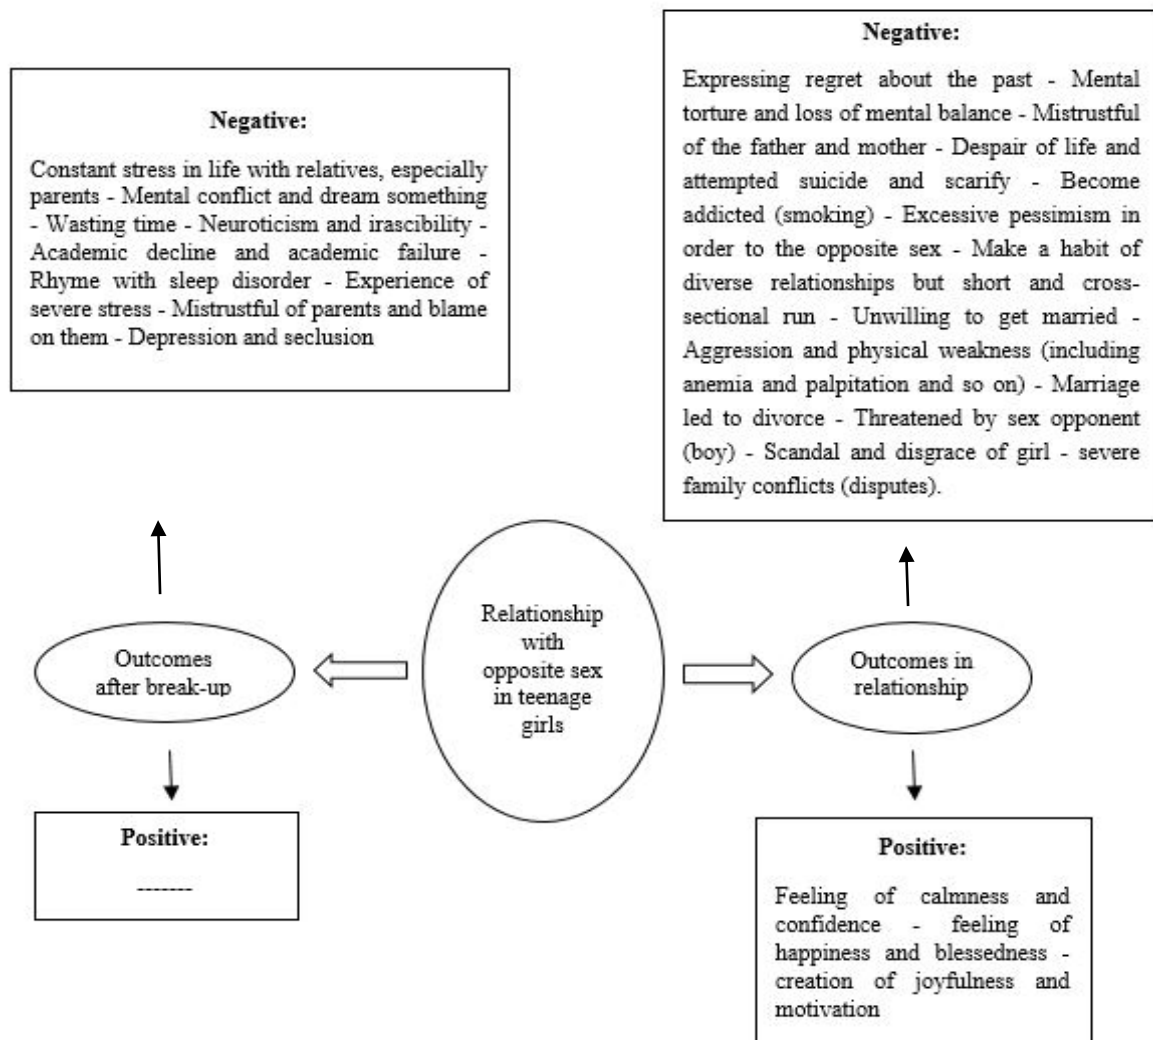 Negative:
Constant stress in life with relatives, especially
parents - Mental conflict and dream something
- Wasting time - Neuroticism and irascibility -
Academic decline and academic failure -
Rhyme with sleep disorder - Experience of
severe stress - Mistrustful of parents and blame
on them - Depression and seclusion
Negative:
Expressing regret about the past - Mental
torture and loss of mental balance - Mistrustful
of the father and mother - Despair of life and
attempted suicide and scarify - Become
addicted (smoking) - Excessive pessimism in
order to the opposite sex - Make a habit of
diverse relationships but short and cross-
sectional run - Unwilling to get married -
Aggression and physical weakness (including
anemia and palpitation and so on) - Marriage
led to divorce - Threatened by sex opponent
(boy) - Scandal and disgrace of girl - severe
family conflicts (disputes).
Outcomes
after break-up
Relationship
with
opposite sex
in teenage
girls
Outcomes in
relationship
Positive:
-------
Positive:
Feeling of calmness and
confidence - feeling of
happiness and blessedness -
creation of joyfulness and
motivation